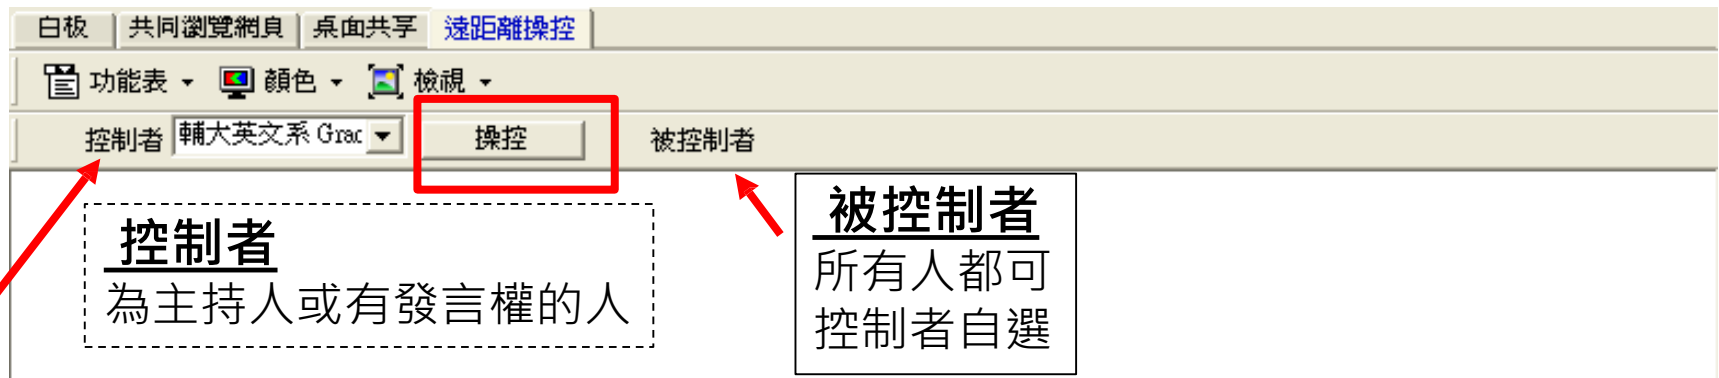 白板 共同瀏覽網頁 桌面共享 遠距離操控
功能表 顏色 檢視
控制者 輔大英文系 Grac 操控 被控制者
控制者
為主持人或有發言權的人
被控制者
所有人都可
控制者自選